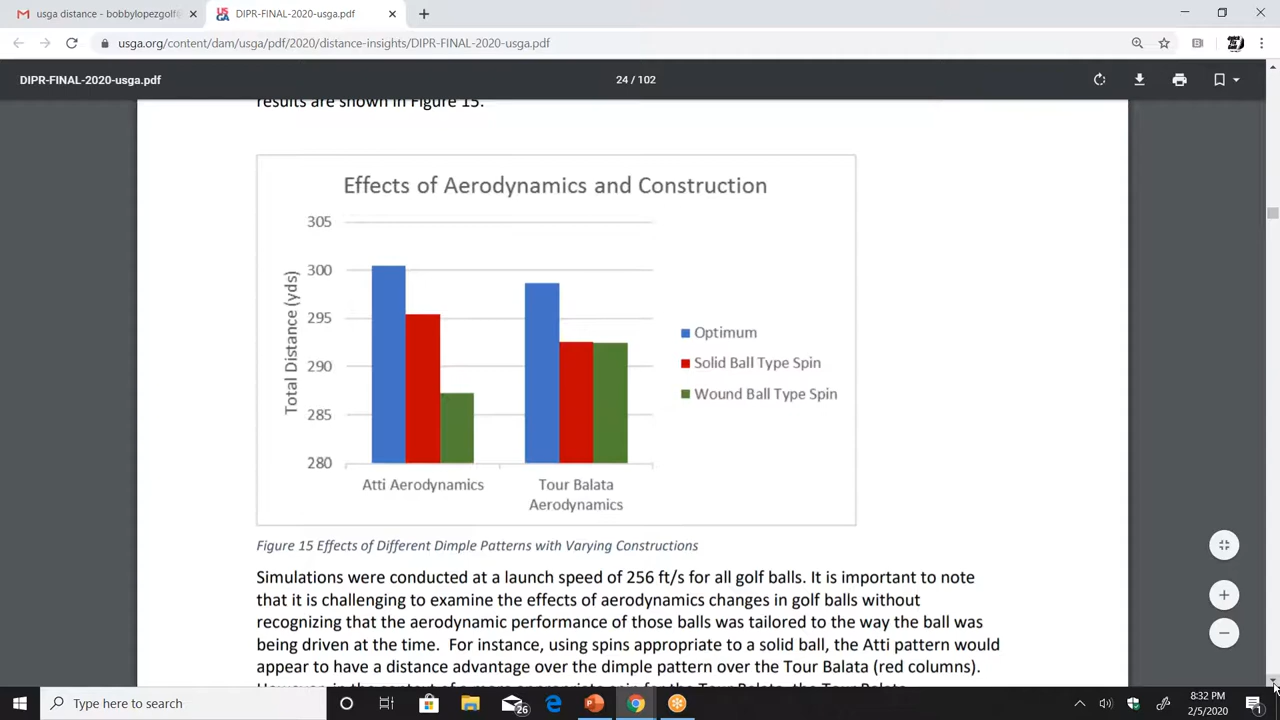 usga distance - bobbylopezgolf@
DIPR-FINAL-2020-usga.pdf
usga.org/content/dam/usga/pdf/2020/distance-insights/DIPR-FINAL-2020-usga.pdf
DIPR-FINAL-2020-usga.pdf
24 / 102
results are shown in Figure 15.
Effects of Aerodynamics and Construction
Total Distance (yds)
305
300
295
290
285
280
Optimum
Solid Ball Type Spin
Wound Ball Type Spin
Atti Aerodynamics
Tour Balata
Aerodynamics
Figure 15 Effects of Different Dimple Patterns with Varying Constructions
Simulations were conducted at a launch speed of 256 ft/s for all golf balls. It is important to note
that it is challenging to examine the effects of aerodynamics changes in golf balls without
recognizing that the aerodynamic performance of those balls was tailored to the way the ball was
being driven at the time. For instance, using spins appropriate to a solid ball, the Atti pattern would
appear to have a distance advantage over the dimple pattern over the Tour Balata (red columns).
Type here to search
26
8:32 PM
2/5/2020
1